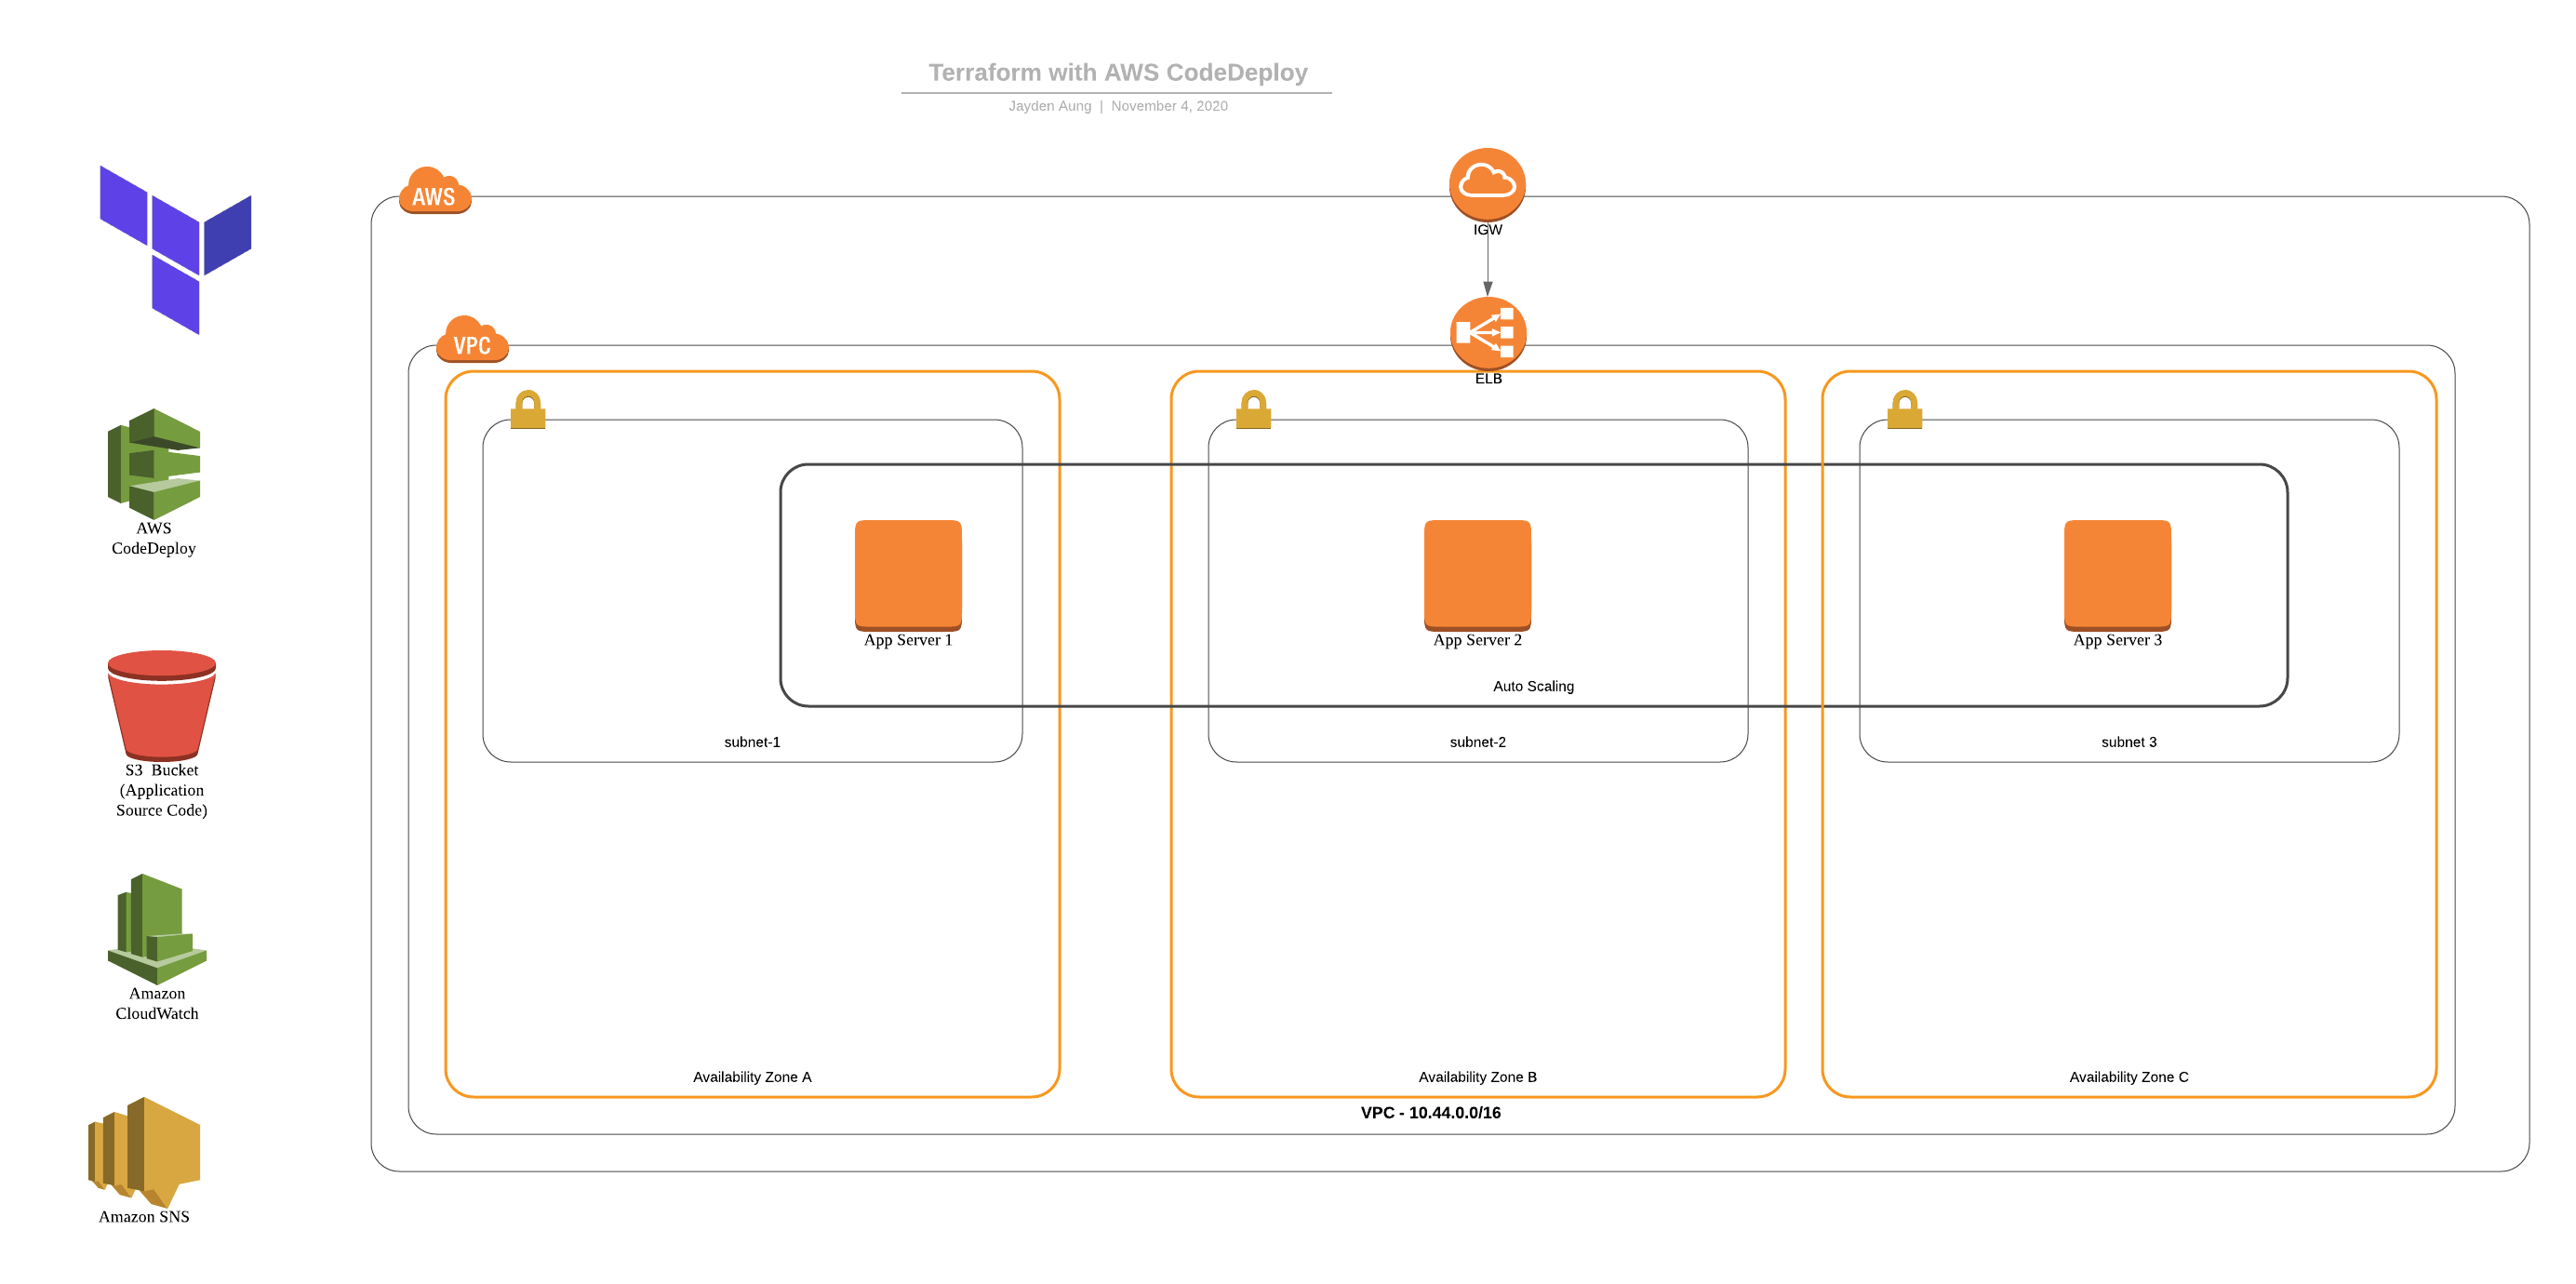 Terraform with AWS CodeDeploy
Jayden Aung | November 4, 2020
AWS
IGW
VPC
ELB
AWS
CodeDeploy
App Server 1
App Server 2
App Server 3
Auto Scaling
subnet-1
subnet-2
subnet 3
S3 Bucket
(Application
Source Code)
Amazon
CloudWatch
Availability Zone A
Availability Zone B
Availability Zone C
VPC - 10.44.0.0/16
Amazon SNS